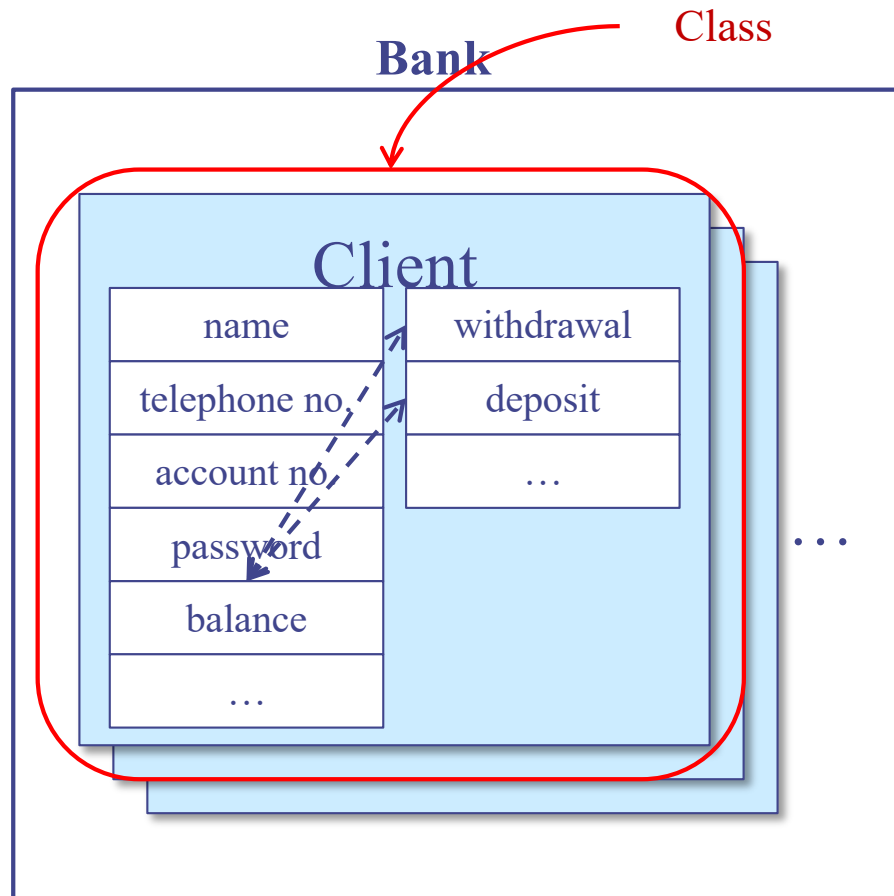 Class
Bank
Client
name
telephone no.
account no
password
balance
…
withdrawal
deposit
…
…